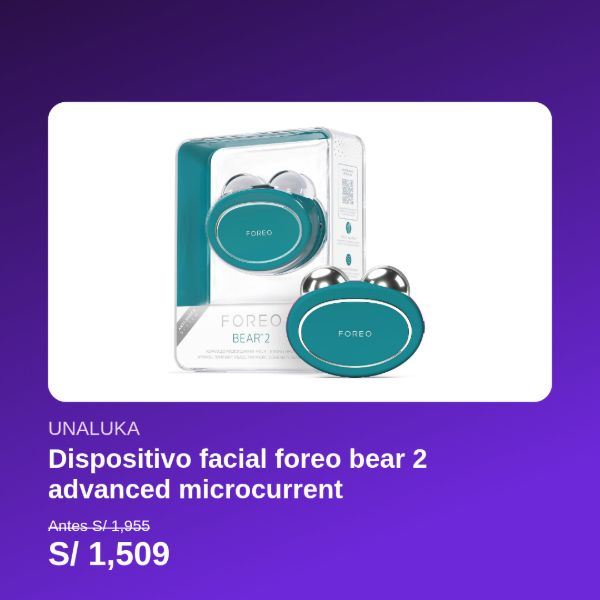 FOREO
FOREO
FOREO
BEAR 2
UNALUKA
Dispositivo facial foreo bear 2
advanced microcurrent
Antes S/ 1,955
S/ 1,509